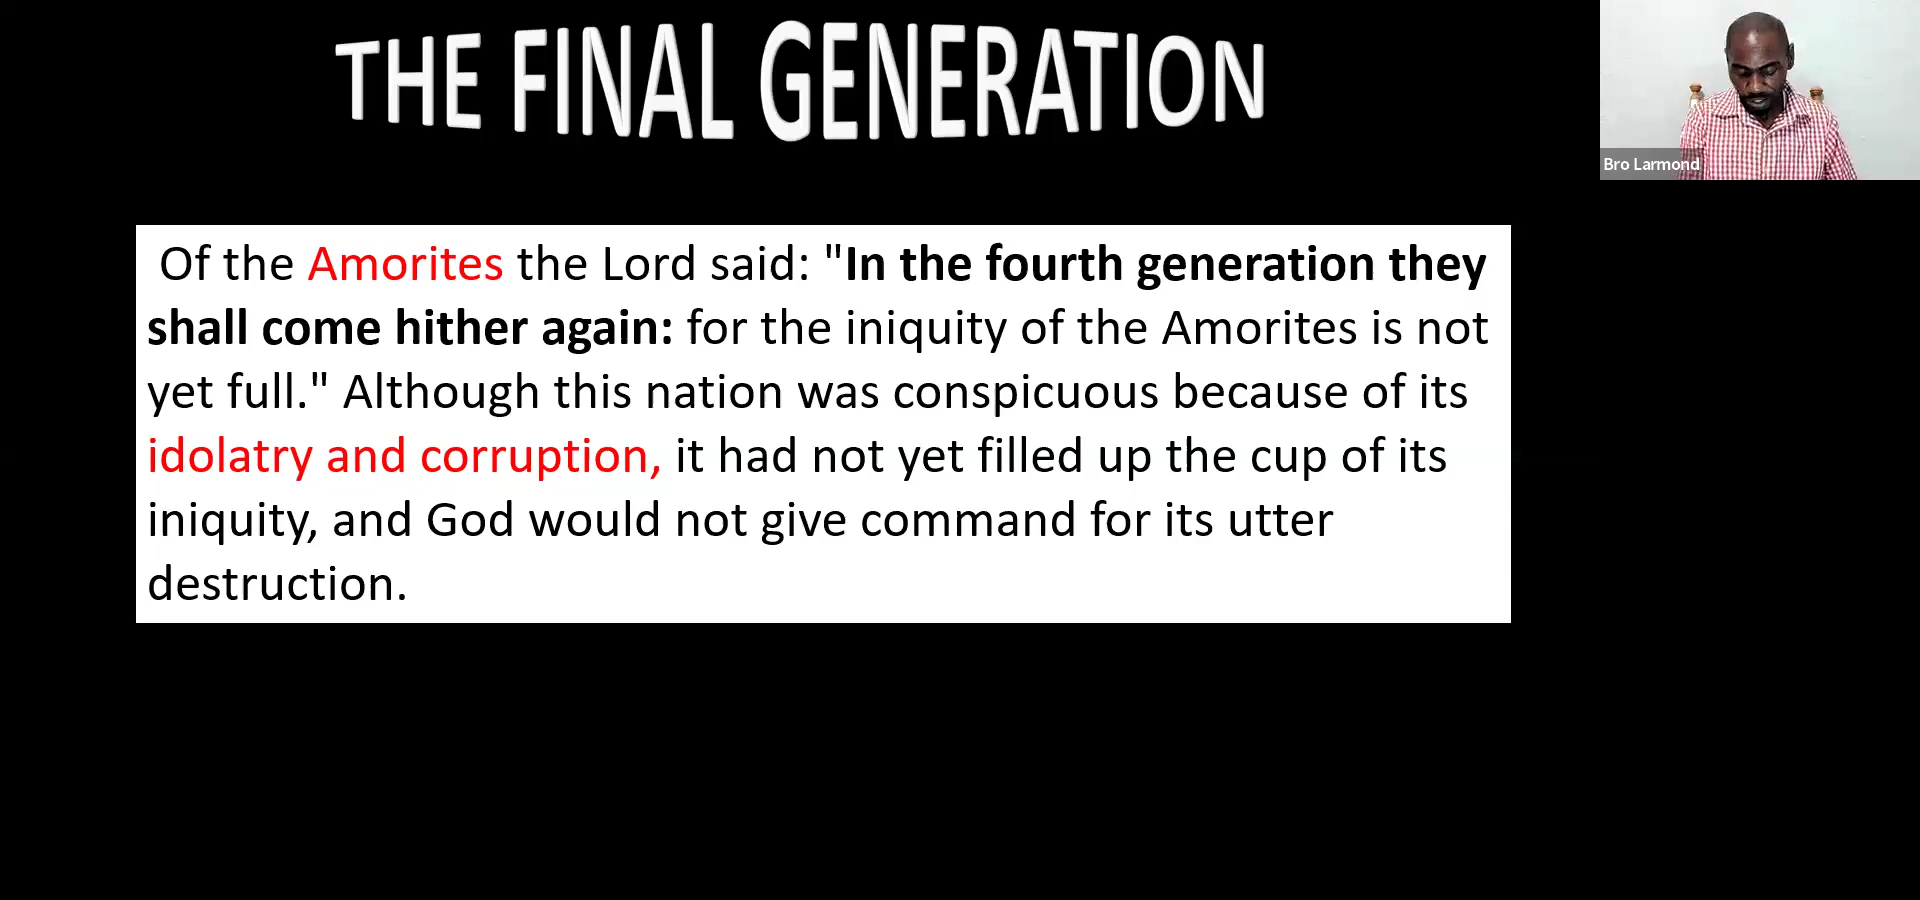 THE FINAL GENERATION
Bro Larmond
Of the Amorites the Lord said: "In the fourth generation they
shall come hither again: for the iniquity of the Amorites is not
yet full." Although this nation was conspicuous because of its
idolatry and corruption, it had not yet filled up the cup of its
iniquity, and God would not give command for its utter
destruction.